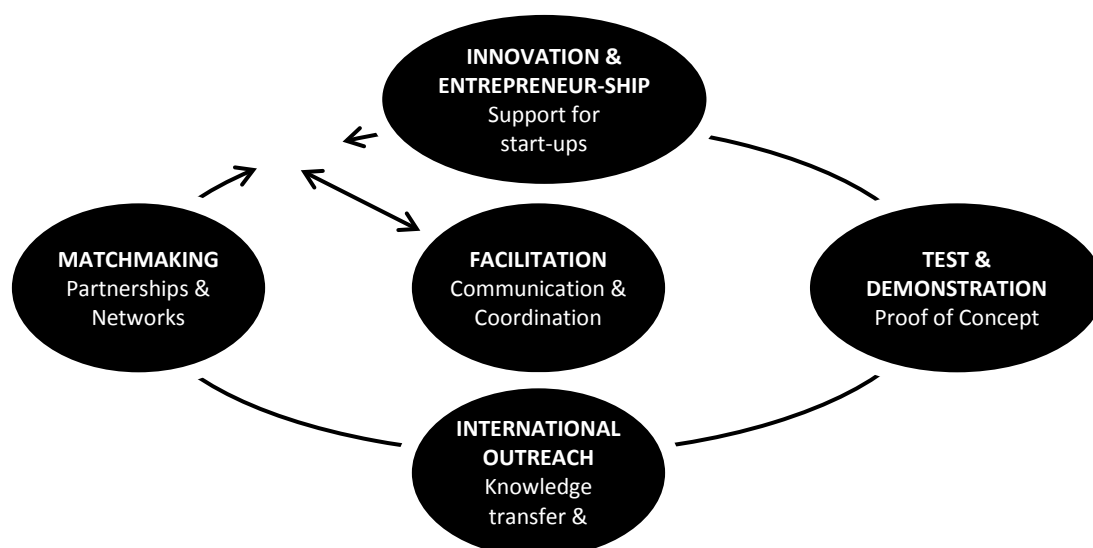 INNOVATION &
ENTREPRENEUR-SHIP
Support for
start-ups
MATCHMAKING
Partnerships &
Networks
FACILITATION
Communication &
Coordination
TEST &
DEMONSTRATION
Proof of Concept
INTERNATIONAL
OUTREACH
Knowledge
transfer &